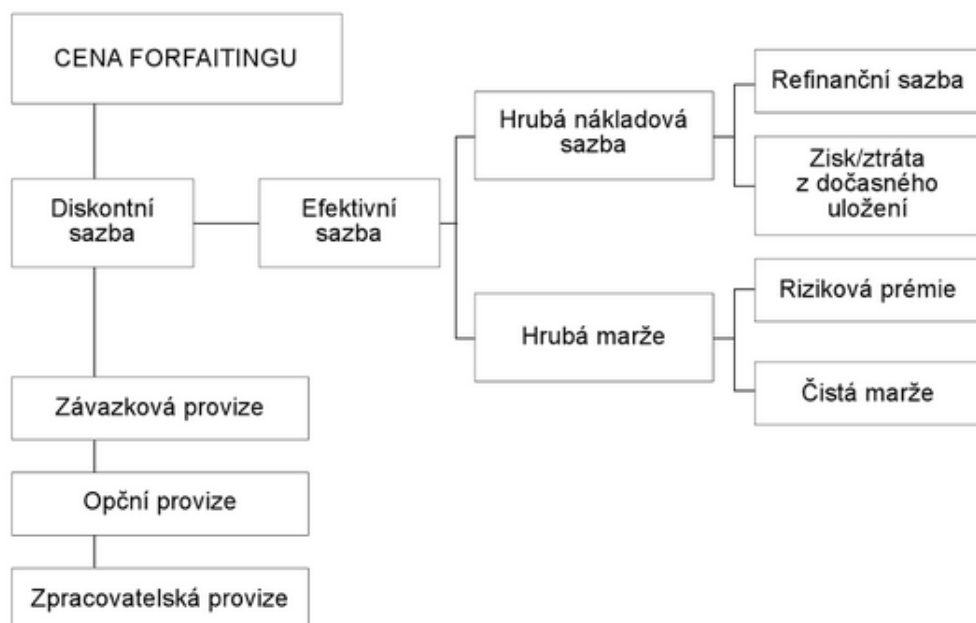 CENA FORFAITINGU
Diskontní
sazba
Efektivní
sazba
Hrubá nákladová
sazba
Refinanční sazba
Zisk/ztráta
z dočasného
uložení
Hrubá marže
Riziková prémie
Čistá marže
Závazková provize
Opční provize
Zpracovatelská provize